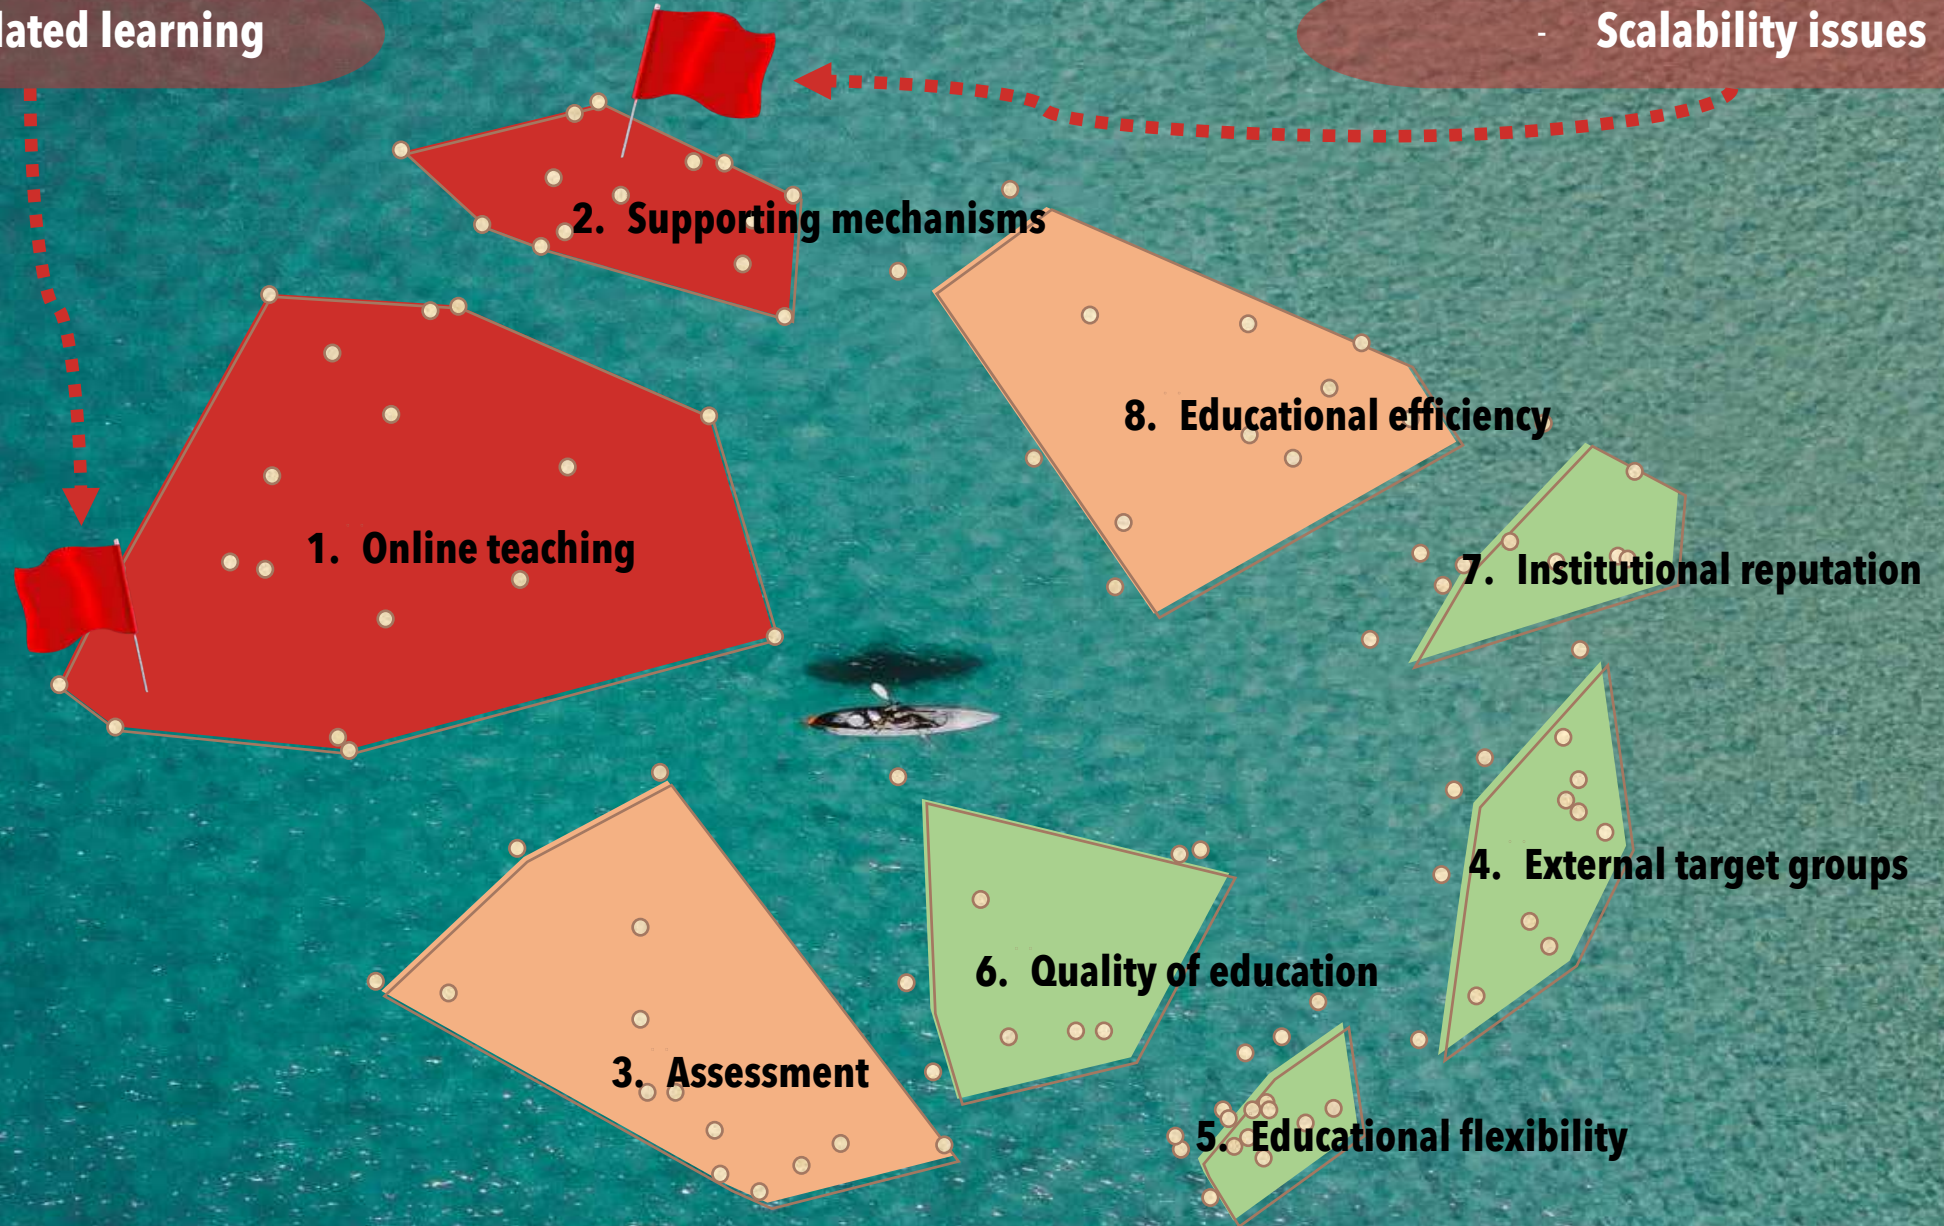 lated learning
- Scalability issues
2. Supporting mechanisms
8. Educational efficiency
1. Online teaching
7. Institutional reputation
4. External target groups
6. Quality of education
3. Assessment
5. Educational flexibility